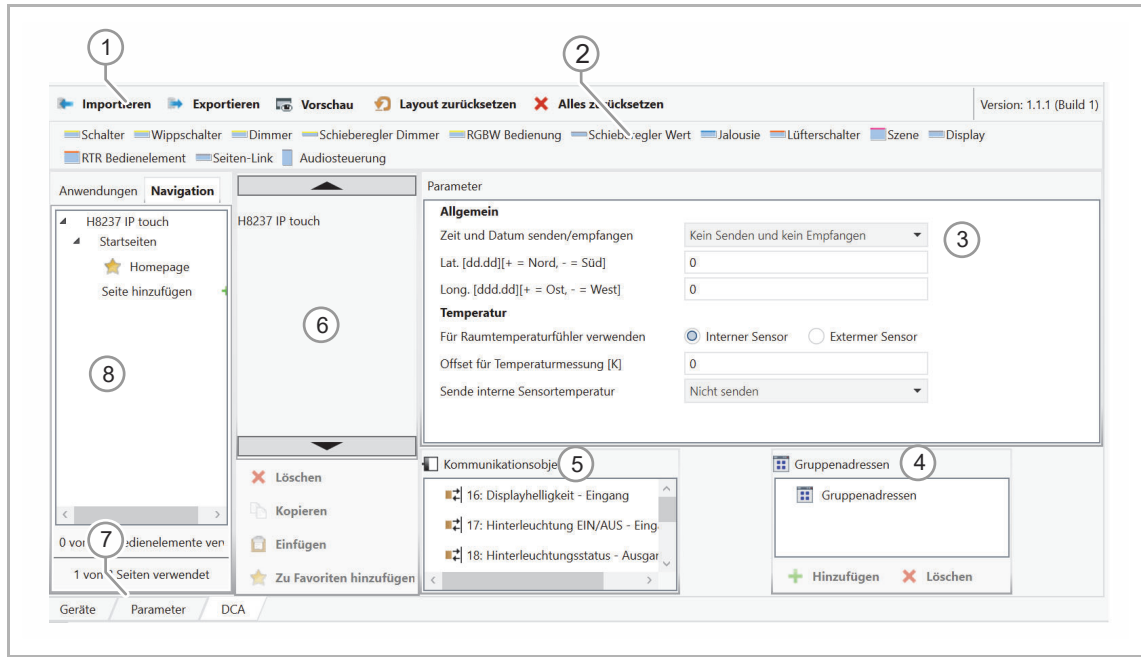 1
2
Importieren Exportieren Vorschau Layout zurücksetzen Alles zurücksetzen Version: 1.1.1 (Build 1)
Schalter Wippschalter Dimmer Schieberegler Dimmer RGBW Bedienung Schieberegler Wert Jalousie Lüfterschalter Szene Display
RTR Bedienelement Seiten-Link Audiosteuerung
Anwendungen Navigation
H8237 IP touch
Startseiten
Homepage
Seite hinzufügen
8
0 von
edienelemente ver
1 von
Seiten verwendet
7
H8237 IP touch
6
Löschen
Kopieren
Einfügen
Zu Favoriten hinzufügen
Parameter
Allgemein
Zeit und Datum senden/empfangen Kein Senden und kein Empfangen
3
Lat. [dd.dd][+ = Nord, - = Süd] 0
Long. [ddd.dd][+ = Ost, - = West] 0
Temperatur
Für Raumtemperaturfühler verwenden Interner Sensor Extermer Sensor
Offset für Temperaturmessung [K] 0
Sende interne Sensortemperatur Nicht senden
Kommunikationsobje
5
16: Displayhelligkeit - Eingang
17: Hinterleuchtung EIN/AUS - Eing
18: Hinterleuchtungsstatus - Ausgar
Gruppenadressen
4
Gruppenadressen
Hinzufügen Löschen
Geräte Parameter DCA